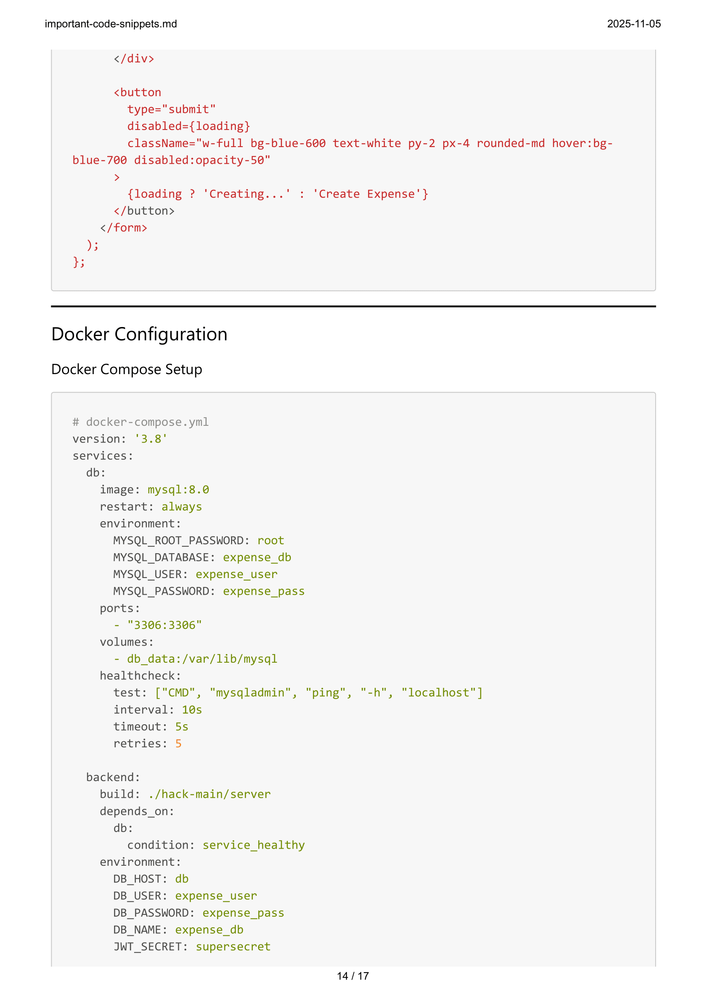 important-code-snippets.md 2025-11-05
      </div>

      <button
        type="submit"
        disabled={loading}
        className="w-full bg-blue-600 text-white py-2 px-4 rounded-md hover:bg-
blue-700 disabled:opacity-50"
      >
        {loading ? 'Creating...' : 'Create Expense'}
      </button>
    </form>
  );
};

Docker Configuration
Docker Compose Setup

# docker-compose.yml
version: '3.8'
services:
  db:
    image: mysql:8.0
    restart: always
    environment:
      MYSQL_ROOT_PASSWORD: root
      MYSQL_DATABASE: expense_db
      MYSQL_USER: expense_user
      MYSQL_PASSWORD: expense_pass
    ports:
      - "3306:3306"
    volumes:
      - db_data:/var/lib/mysql
    healthcheck:
      test: ["CMD", "mysqladmin", "ping", "-h", "localhost"]
      interval: 10s
      timeout: 5s
      retries: 5

  backend:
    build: ./hack-main/server
    depends_on:
      db:
        condition: service_healthy
    environment:
      DB_HOST: db
      DB_USER: expense_user
      DB_PASSWORD: expense_pass
      DB_NAME: expense_db
      JWT_SECRET: supersecret
14 / 17